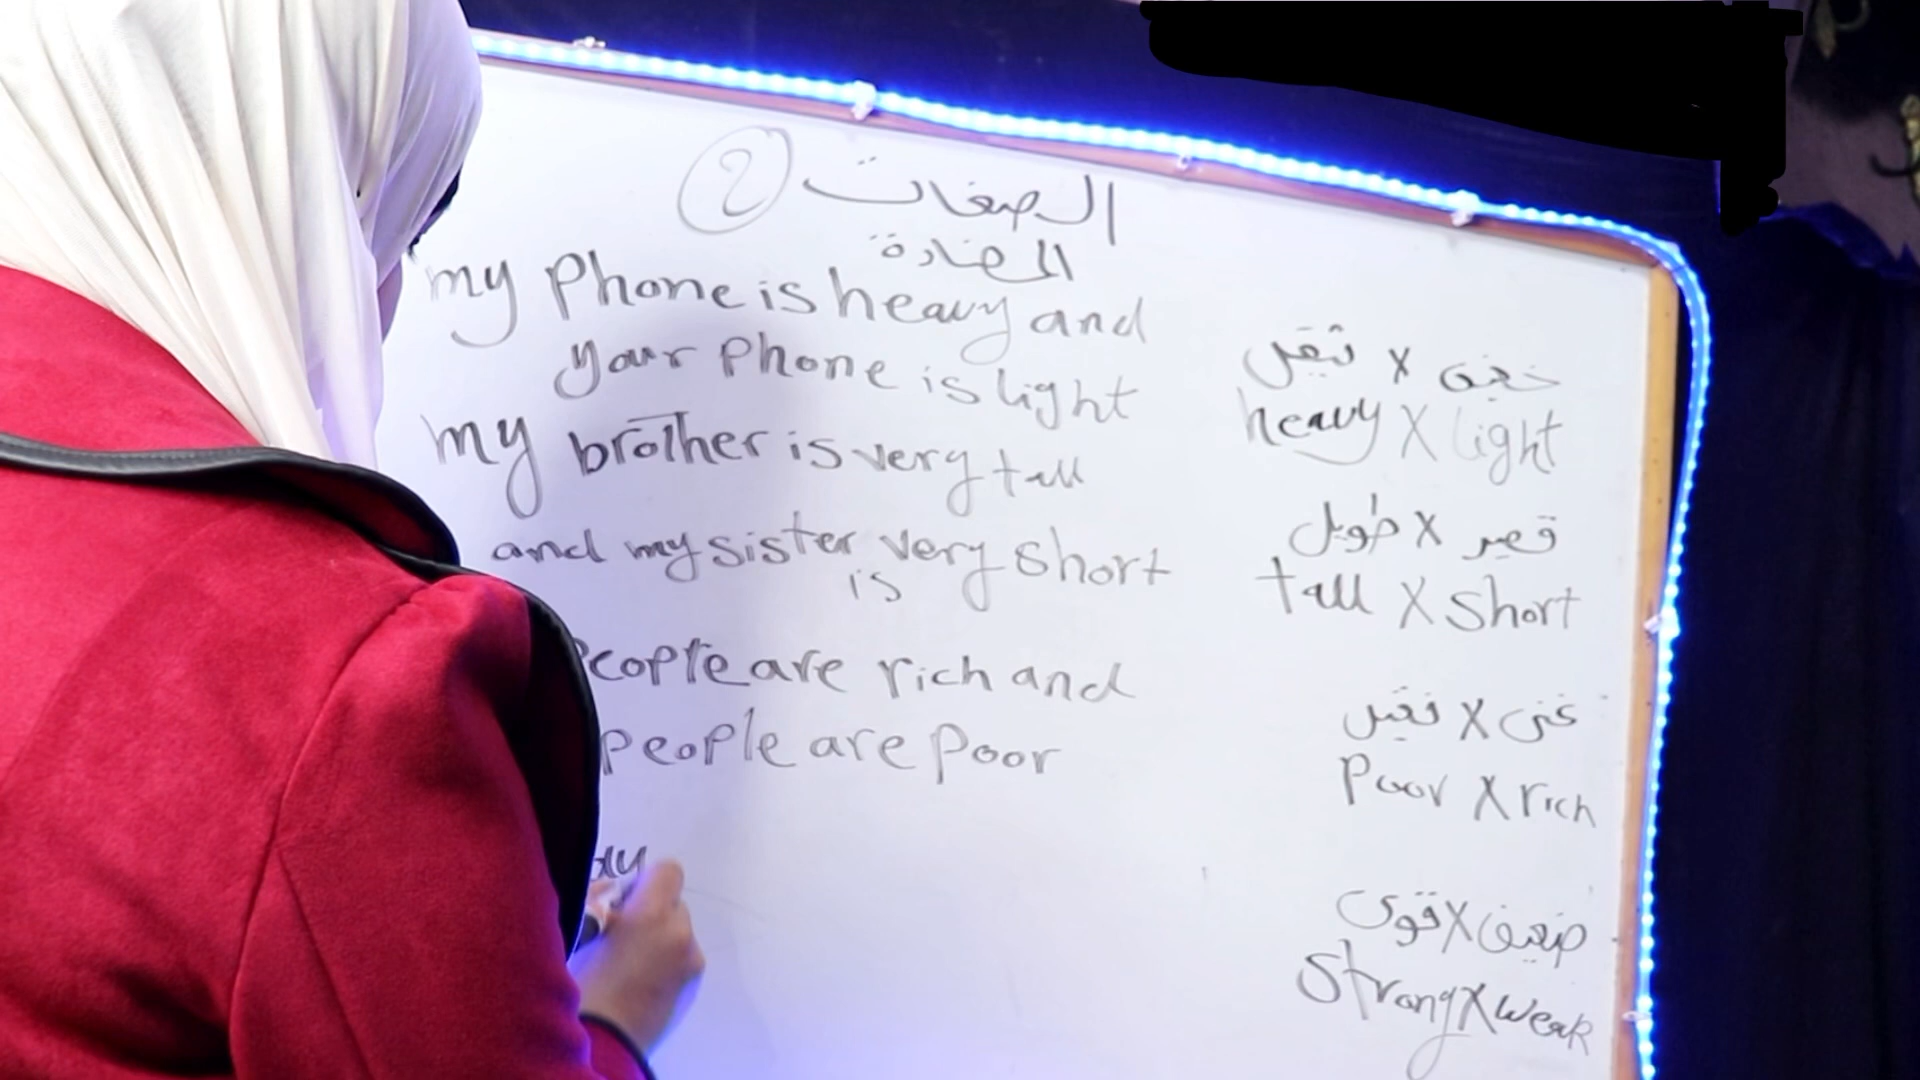 الصفات 2
المضادة
my phone is heavy and
your phone is light
my brother is very tall
and my sister very short
is
people are rich and
people are poor
ثقيل X خفيف
heavy X light
طويل X قصير
tall X short
فقير X غنى
Poor X rich
قوى X ضعيف
Strong X weak